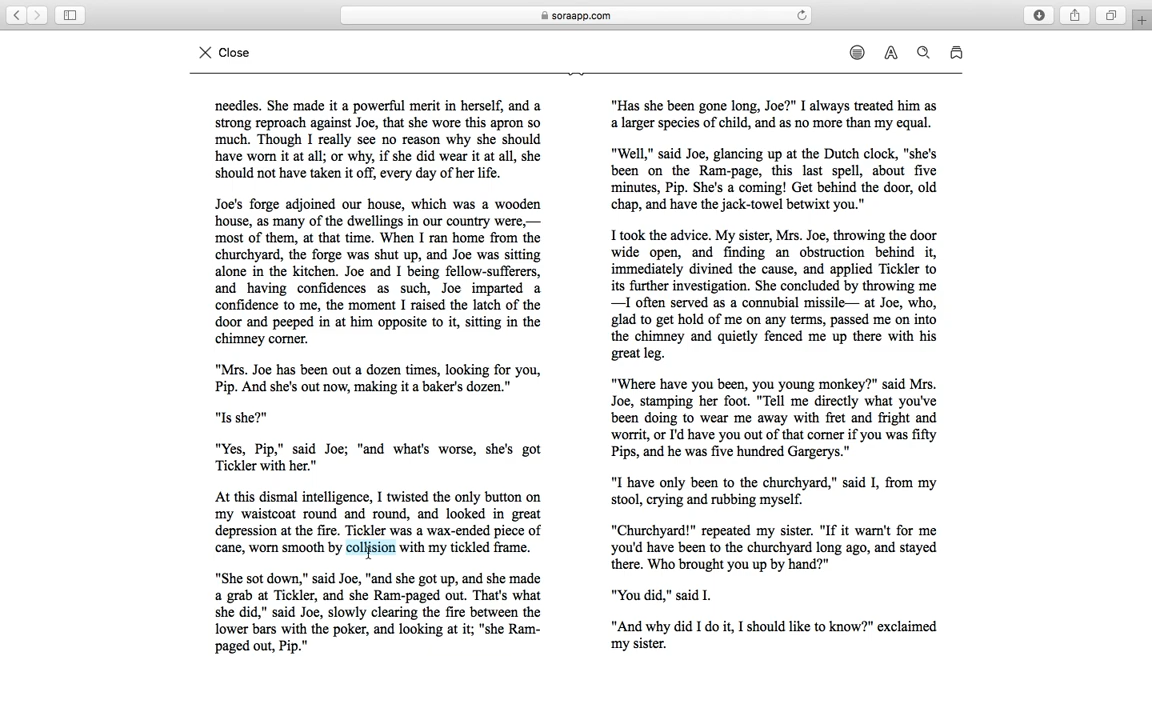 soraapp.com
Close
needles. She made it a powerful merit in herself, and a
strong reproach against Joe, that she wore this apron so
much. Though I really see no reason why she should
have worn it at all; or why, if she did wear it at all, she
should not have taken it off, every day of her life.
Joe's forge adjoined our house, which was a wooden
house, as many of the dwellings in our country were,—
most of them, at that time. When I ran home from the
churchyard, the forge was shut up, and Joe was sitting
alone in the kitchen. Joe and I being fellow-sufferers,
and having confidences as such, Joe imparted a
confidence to me, the moment I raised the latch of the
door and peeped in at him opposite to it, sitting in the
chimney corner.
"Mrs. Joe has been out a dozen times, looking for you,
Pip. And she's out now, making it a baker's dozen."
"Is she?"
"Yes, Pip," said Joe; "and what's worse, she's got
Tickler with her."
At this dismal intelligence, I twisted the only button on
my waistcoat round and round, and looked in great
depression at the fire. Tickler was a wax-ended piece of
cane, worn smooth by collision with my tickled frame.
"She sot down," said Joe, "and she got up, and she made
a grab at Tickler, and she Ram-paged out. That's what
she did," said Joe, slowly clearing the fire between the
lower bars with the poker, and looking at it; "she Ram-
paged out, Pip."
"Has she been gone long, Joe?" I always treated him as
a larger species of child, and as no more than my equal.
"Well," said Joe, glancing up at the Dutch clock, "she's
been on the Ram-page, this last spell, about five
minutes, Pip. She's a coming! Get behind the door, old
chap, and have the jack-towel betwixt you."
I took the advice. My sister, Mrs. Joe, throwing the door
wide open, and finding an obstruction behind it,
immediately divined the cause, and applied Tickler to
its further investigation. She concluded by throwing me
—I often served as a connubial missile— at Joe, who,
glad to get hold of me on any terms, passed me on into
the chimney and quietly fenced me up there with his
great leg.
"Where have you been, you young monkey?" said Mrs.
Joe, stamping her foot. "Tell me directly what you've
been doing to wear me away with fret and fright and
worrit, or I'd have you out of that corner if you was fifty
Pips, and he was five hundred Gargerys."
"I have only been to the churchyard," said I, from my
stool, crying and rubbing myself.
"Churchyard!" repeated my sister. "If it warn't for me
you'd have been to the churchyard long ago, and stayed
there. Who brought you up by hand?"
"You did," said I.
"And why did I do it, I should like to know?" exclaimed
my sister.